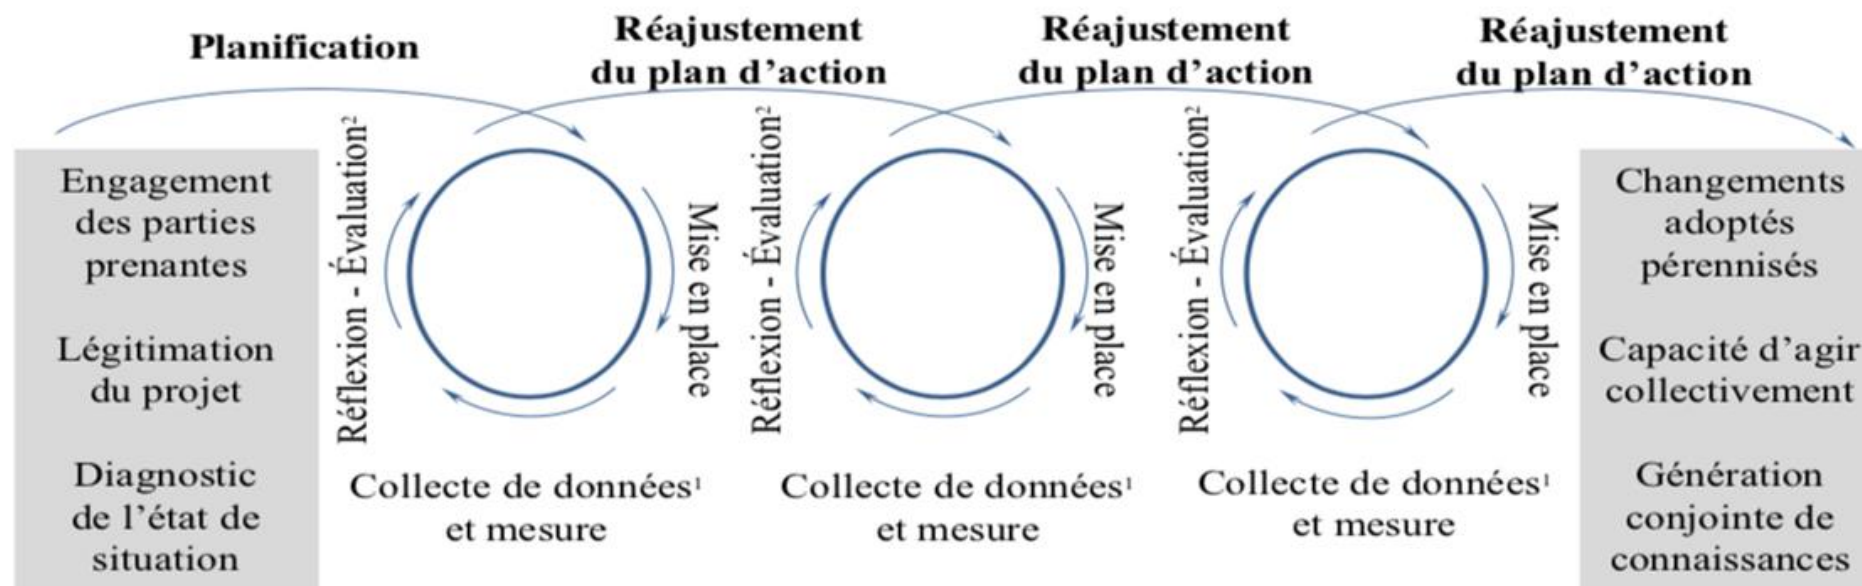 Planification
Réajustement
du plan d'action
Réajustement
du plan d'action
Réajustement
du plan d'action
Engagement
des parties
prenantes
Légitimation
du projet
Diagnostic
de l'état de
situation
Réflexion - Évaluation²
Mise en place
Collecte de données¹
et mesure
Réflexion - Évaluation²
Mise en place
Collecte de données¹
et mesure
Réflexion - Évaluation²
Mise en place
Collecte de données¹
et mesure
Changements
adoptés
pérennisés
Capacité d'agir
collectivement
Génération
conjointe de
connaissances